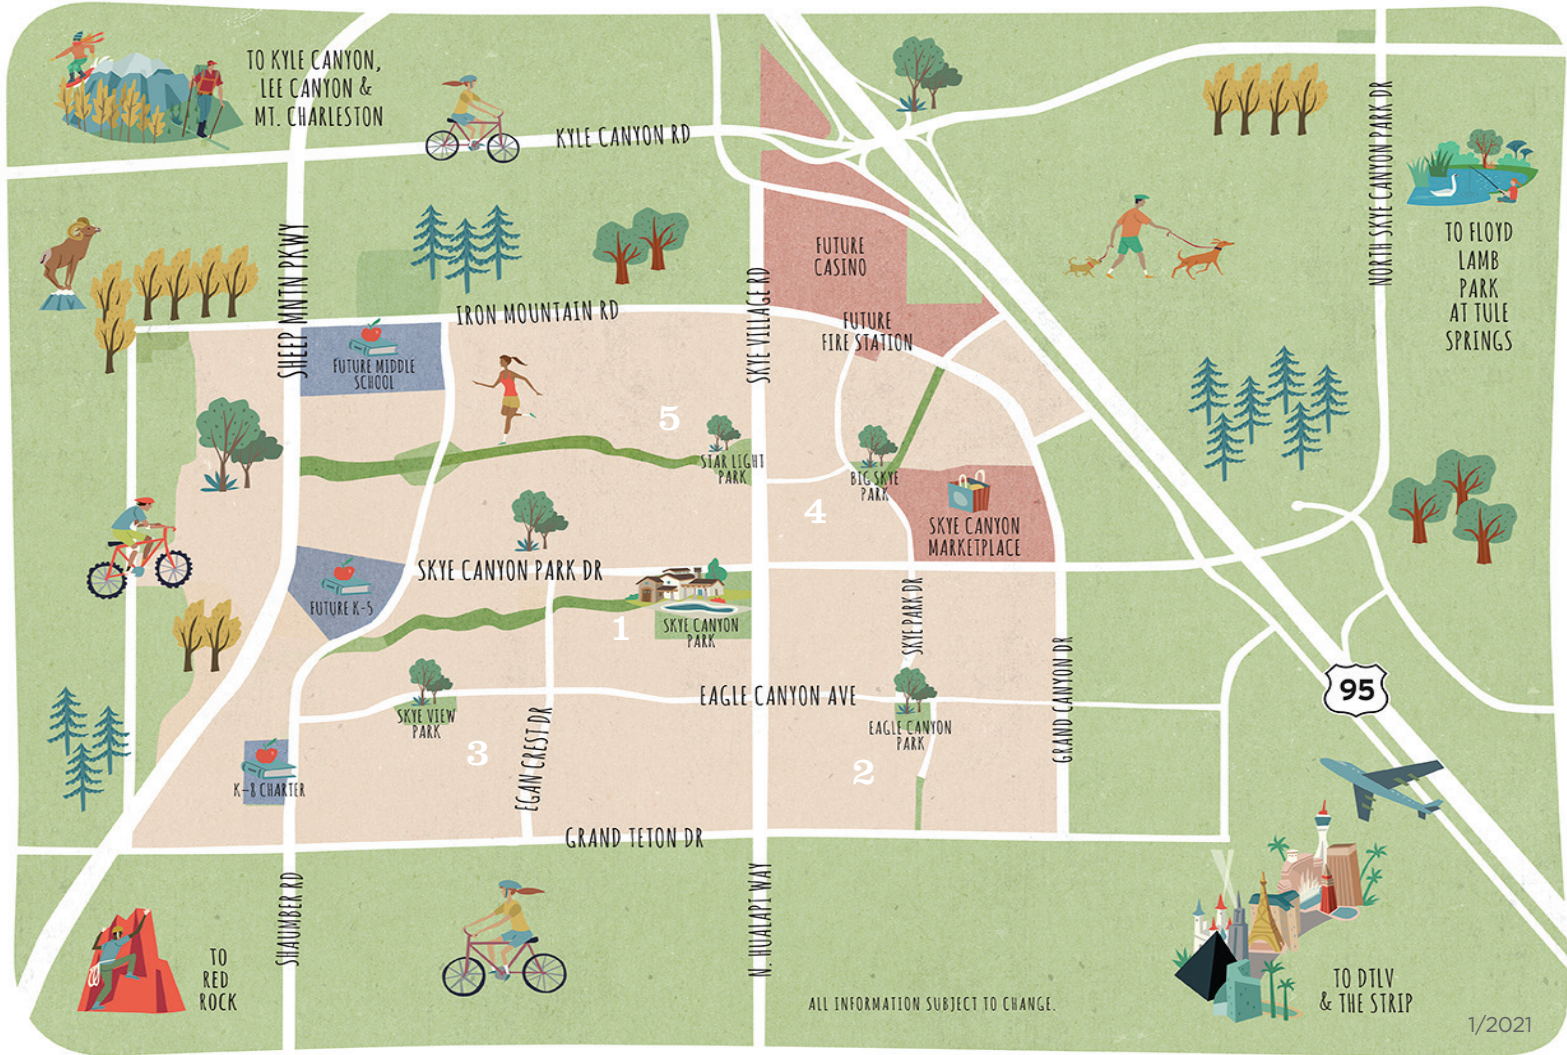 TO KYLE CANYON,
LEE CANYON &
MT. CHARLESTON
KYLE CANYON RD
NORTH SKYE CANYON PARK DR
TO FLOYD
LAMB
PARK
AT TULE
SPRINGS
SHEEP MNTN PKWY
IRON MOUNTAIN RD
SKYE VILLAGE RD
FUTURE
CASINO
FUTURE
FIRE STATION
FUTURE MIDDLE
SCHOOL
5
STAR LIGHT
PARK
BIG SKYE
PARK
4
SKYE CANYON
MARKETPLACE
SKYE CANYON PARK DR
FUTURE K-5
1
SKYE CANYON
PARK
SKYE PARK DR
GRAND CANYON DR
EAGLE CANYON AVE
SKYE VIEW
PARK
EAGLE CANYON
PARK
95
3
EGAN CREST DR
2
K-8 CHARTER
GRAND TETON DR
SHAUMBER RD
N. HUALAPI WAY
TO
RED
ROCK
ALL INFORMATION SUBJECT TO CHANGE.
TO DTLV
& THE STRIP
1/2021